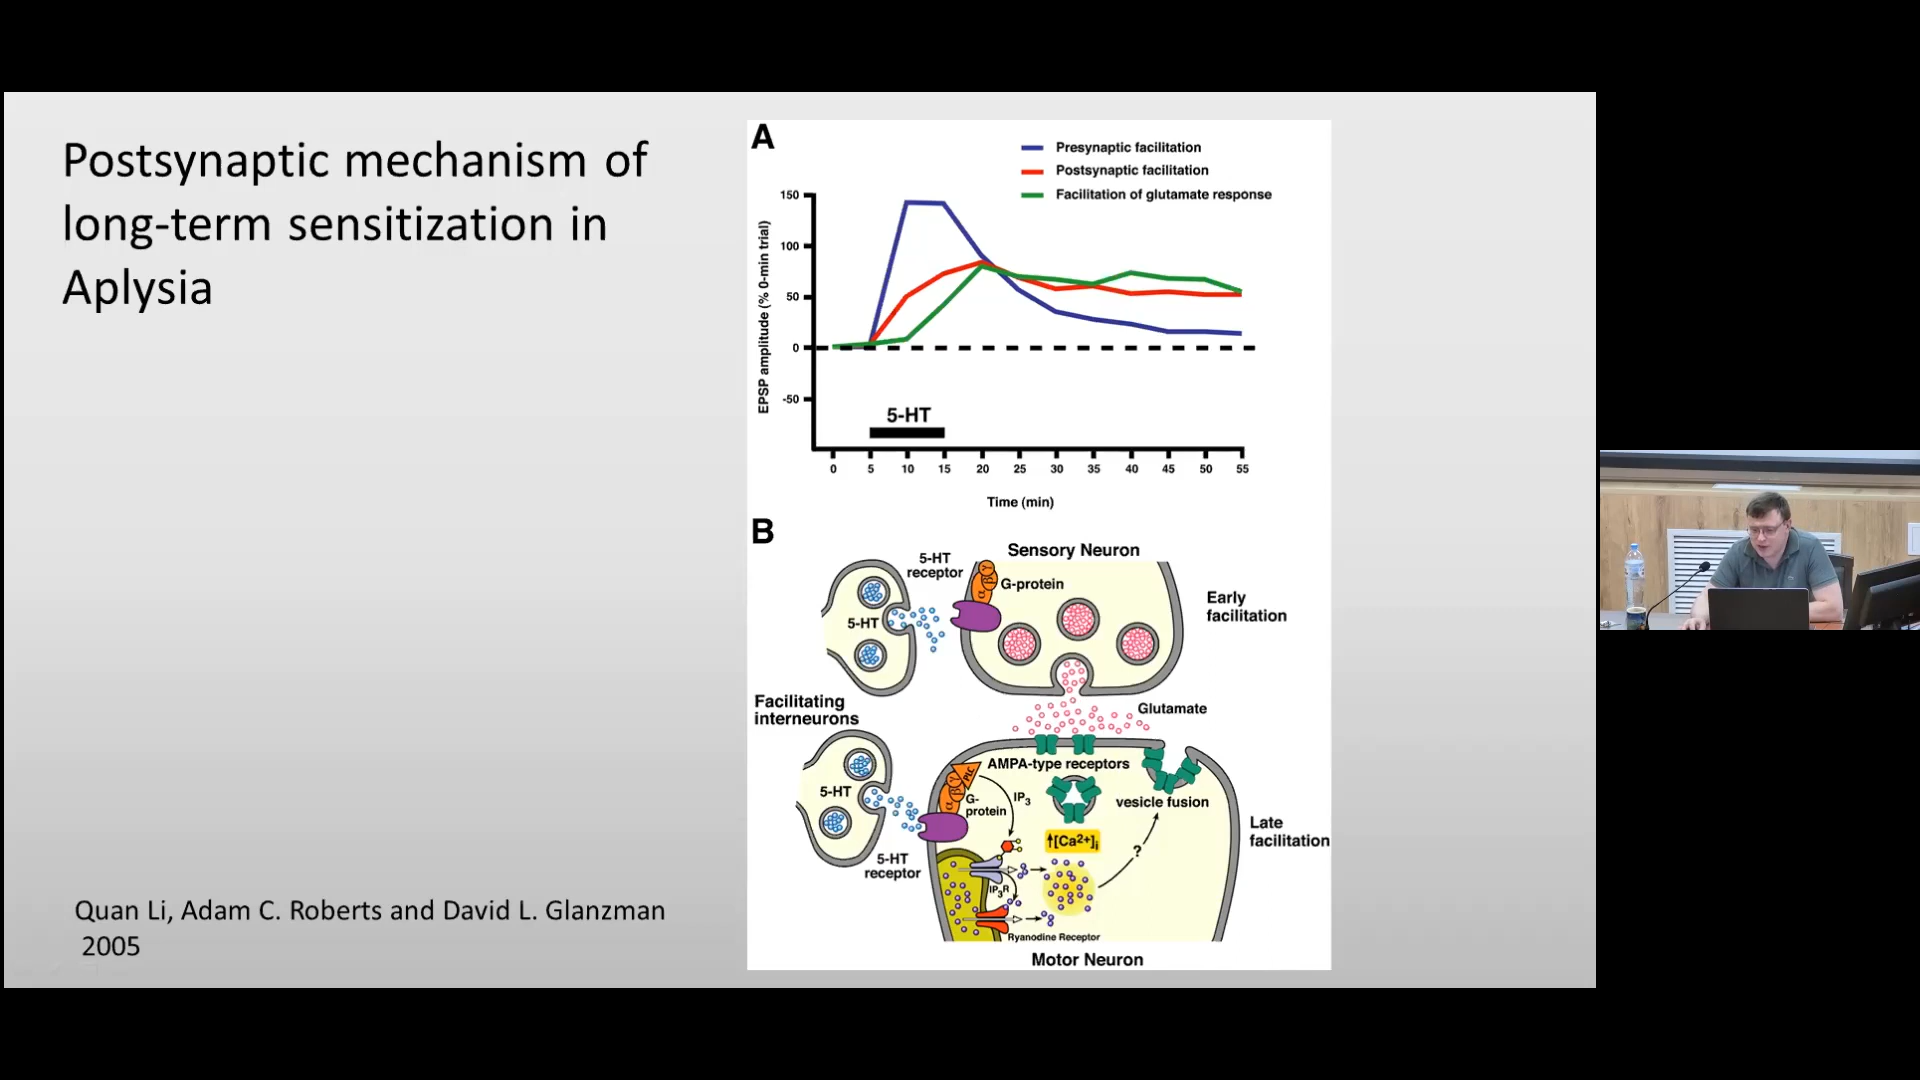 Postsynaptic mechanism of
long-term sensitization in
Aplysia
Quan Li, Adam C. Roberts and David L. Glanzman
2005
A
Presynaptic facilitation
Postsynaptic facilitation
Facilitation of glutamate response
EPSP amplitude (% 0-min trial)
150
100
50
0
-50
5-HT
0 5 10 15 20 25 30 35 40 45 50 55
Time (min)
B
Sensory Neuron
5-HT
receptor
γ
β
α
G-protein
Early
facilitation
5-HT
Facilitating
interneurons
Glutamate
AMPA-type receptors
PLC
γ
β
α
G-
protein
IP3
vesicle fusion
5-HT
↑[Ca2+]i
?
Late
facilitation
5-HT
receptor
IP3R
Ryanodine Receptor
Motor Neuron